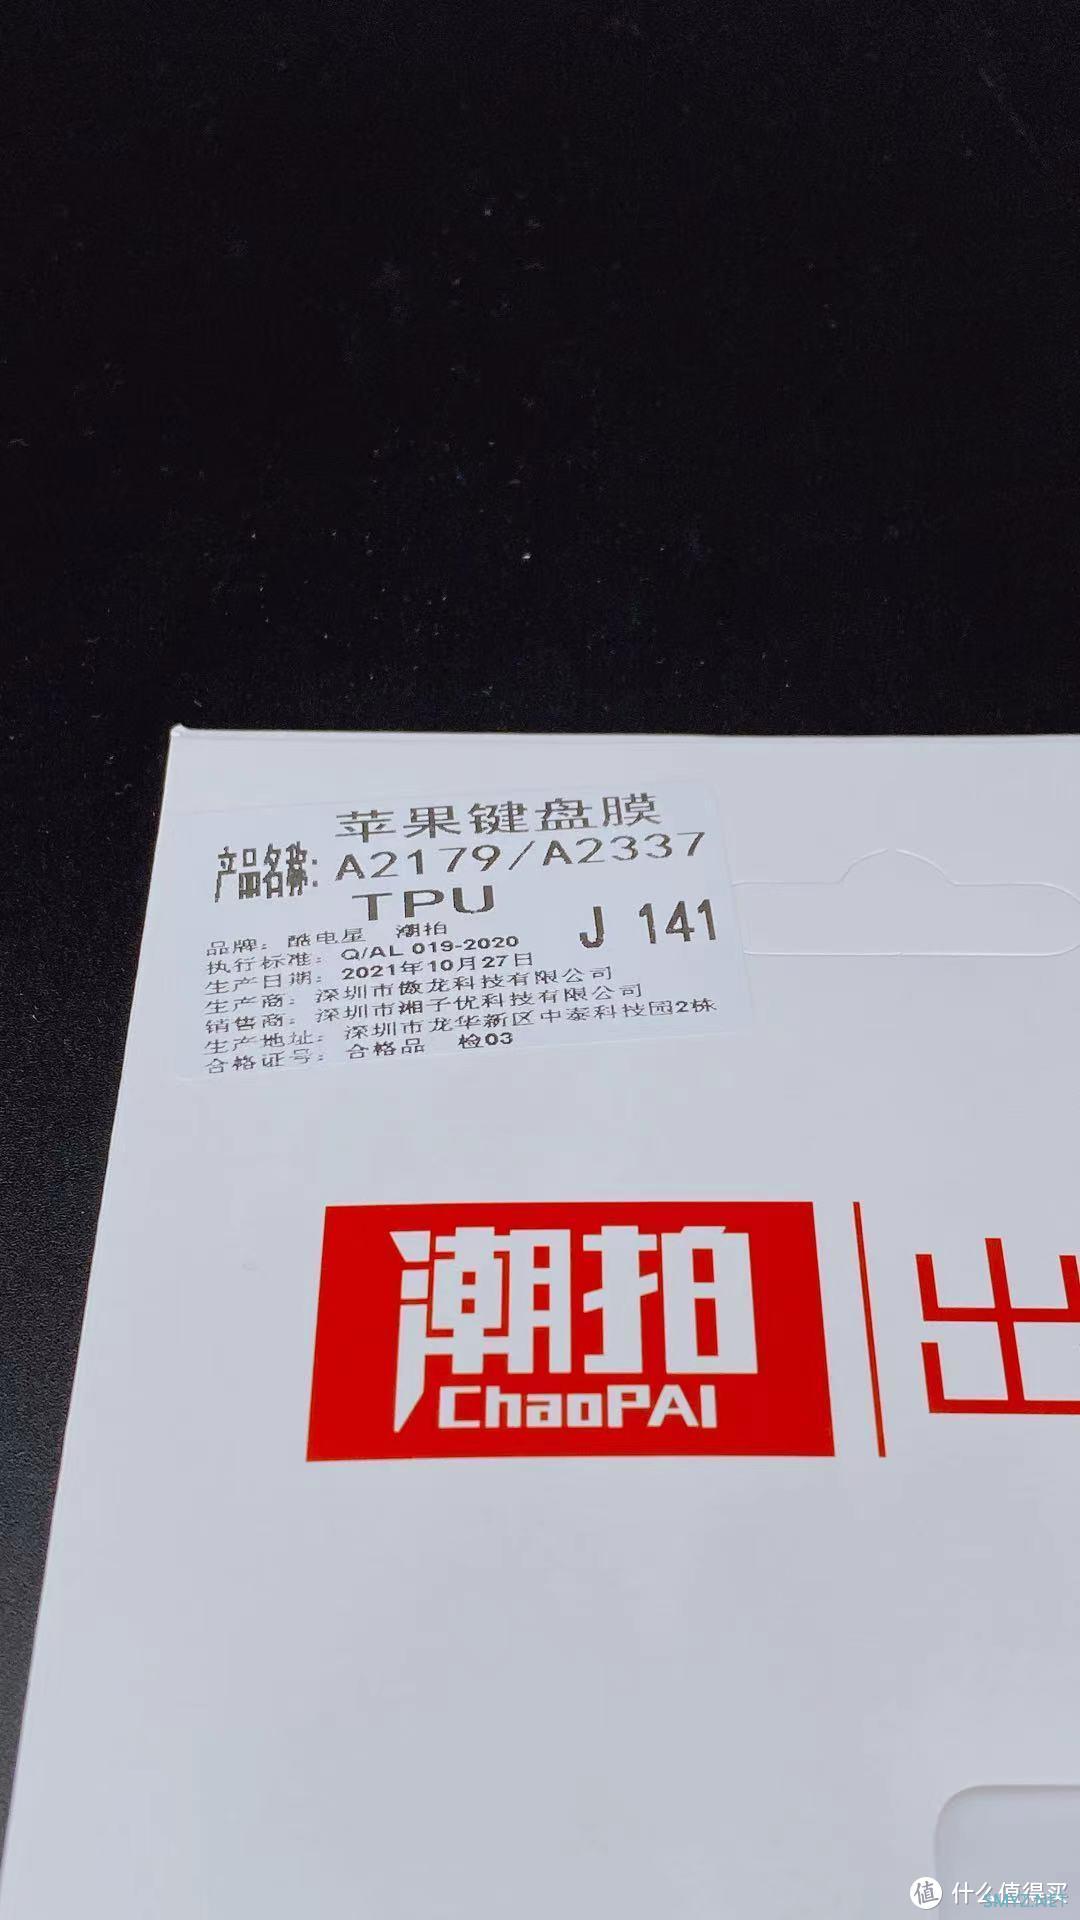 苹果键盘膜
产品名称: A2179/A2337
TPU
J 141
品牌: 酷电星 潮拍
执行标准: Q/AL 019-2020
生产日期: 2021年10月27日
生产商: 深圳市傲龙科技有限公司
销售商: 深圳市湘子优科技有限公司
生产地址: 深圳市龙华新区中泰科技园2栋
合格证号: 合格品 检03
潮拍
ChaoPAI
出
值 什么值得买
SMYZ.NET